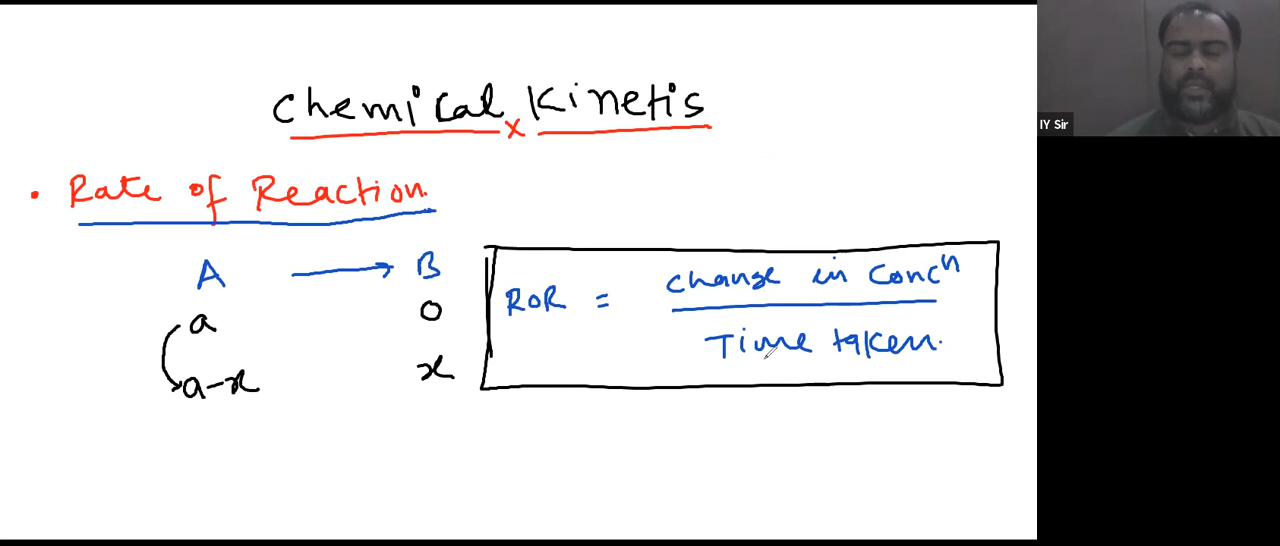 Chemical Kinetis
x
IY Sir
• Rate of Reaction.
A → B
a 0
a-x x
ROR = Change in Concn
Time taken.